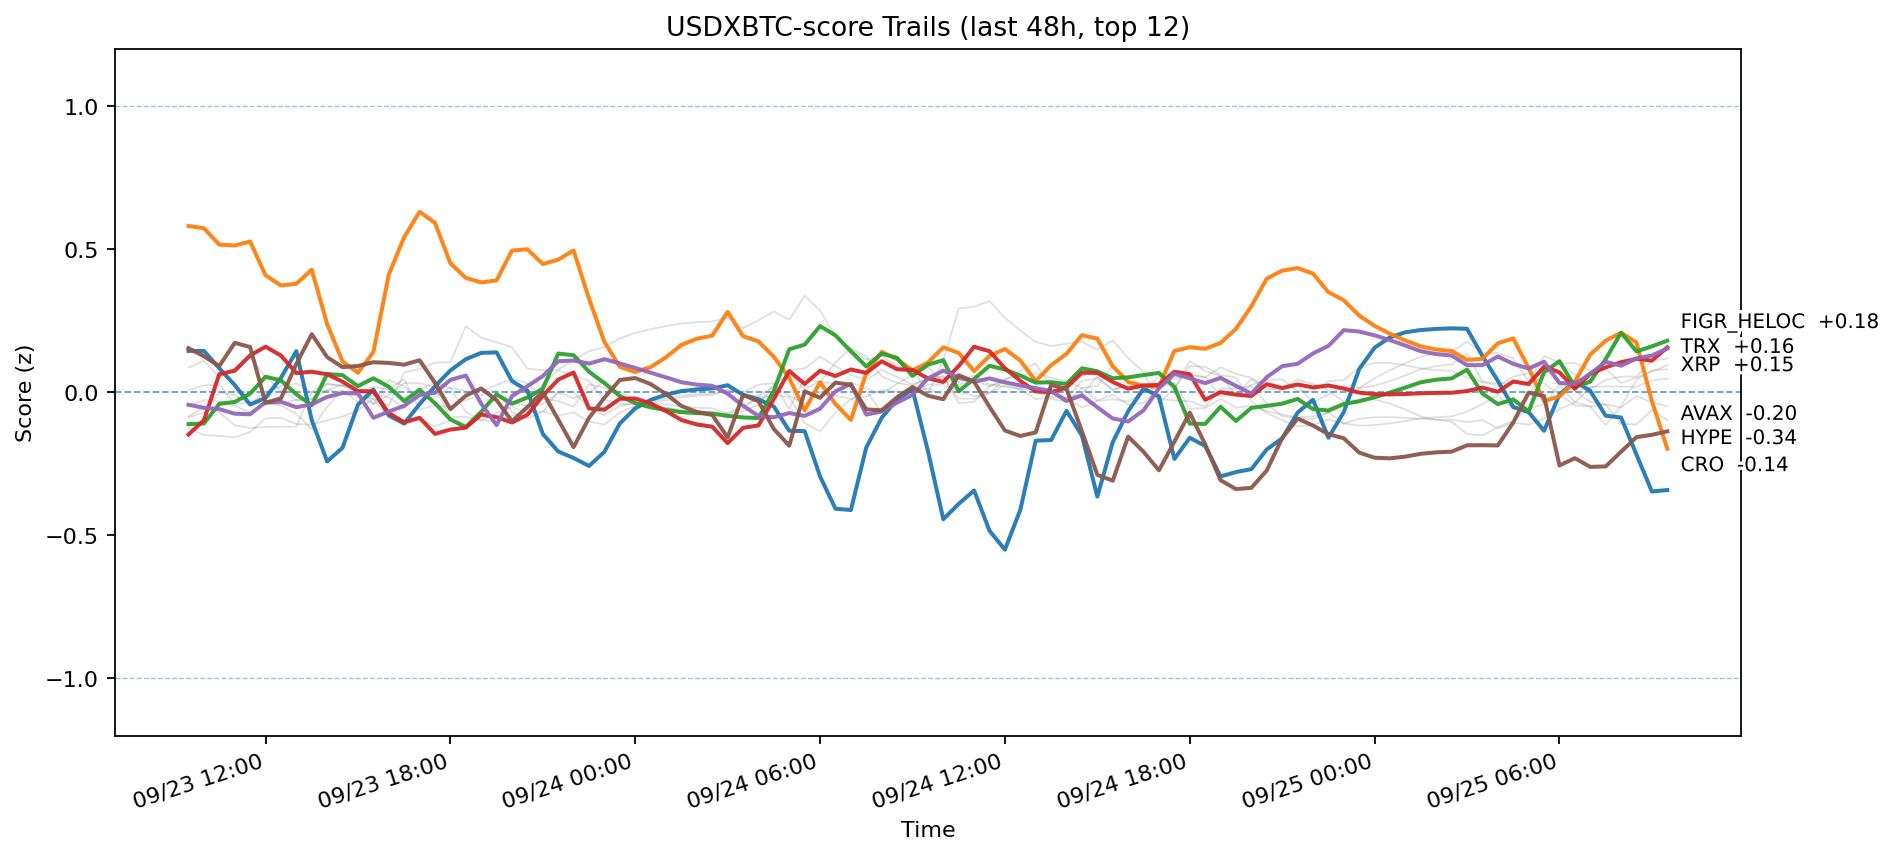 USDXBTC-score Trails (last 48h, top 12)
Score (z)
1.0
0.5
0.0
−0.5
−1.0
FIGR_HELOC +0.18
TRX +0.16
XRP +0.15
AVAX -0.20
HYPE -0.34
CRO -0.14
09/23 12:00
09/23 18:00
09/24 00:00
09/24 06:00
09/24 12:00
09/24 18:00
09/25 00:00
09/25 06:00
Time